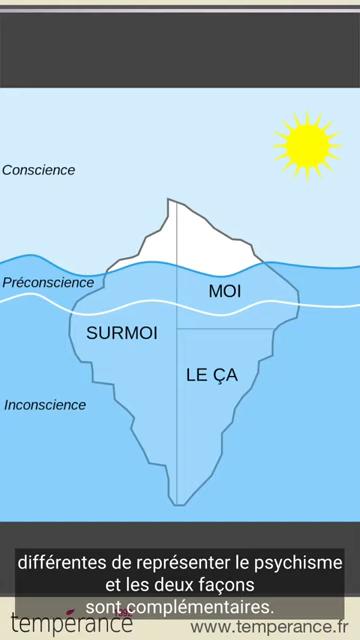 Conscience
Préconscience
MOI
SURMOI
LE ÇA
Inconscience
différentes de représenter le psychisme
et les deux façons
sont complémentaires.
tempérance
www.temperance.fr